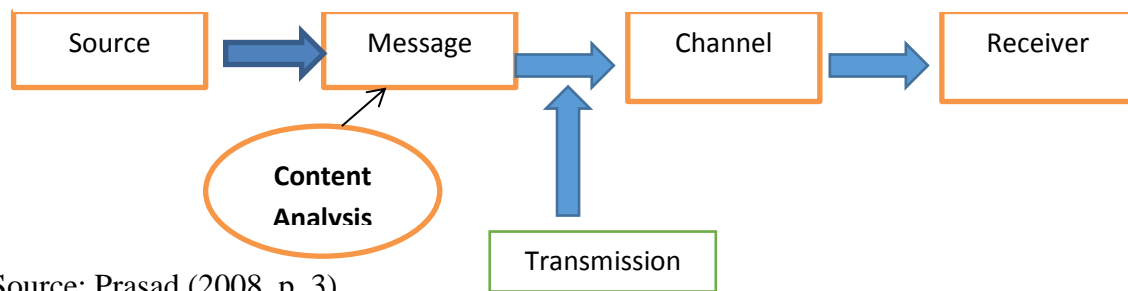 Source Message Channel Receiver
Content
Analysis
Transmission
Source: Prasad (2008, p. 3)